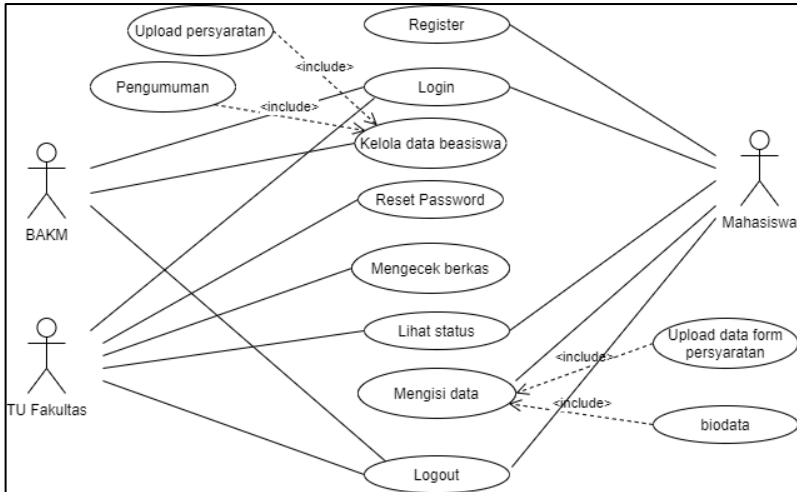 Upload persyaratan
Register
<include>
Pengumuman
<include>
Login
Kelola data beasiswa
BAKM
Reset Password
Mahasiswa
Mengecek berkas
Lihat status
Upload data form
persyaratan
<include>
TU Fakultas
Mengisi data
<include>
biodata
Logout